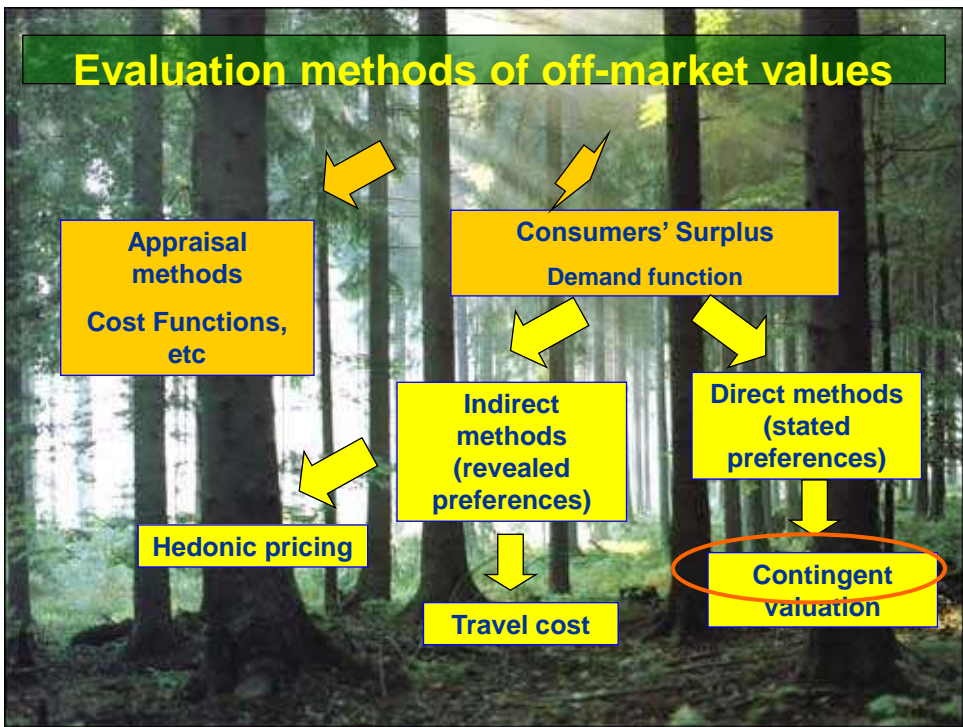 Evaluation methods of off-market values
Appraisal
methods
Cost Functions,
etc
Consumers’ Surplus
Demand function
Indirect
methods
(revealed
preferences)
Direct methods
(stated
preferences)
Hedonic pricing
Travel cost
Contingent
valuation